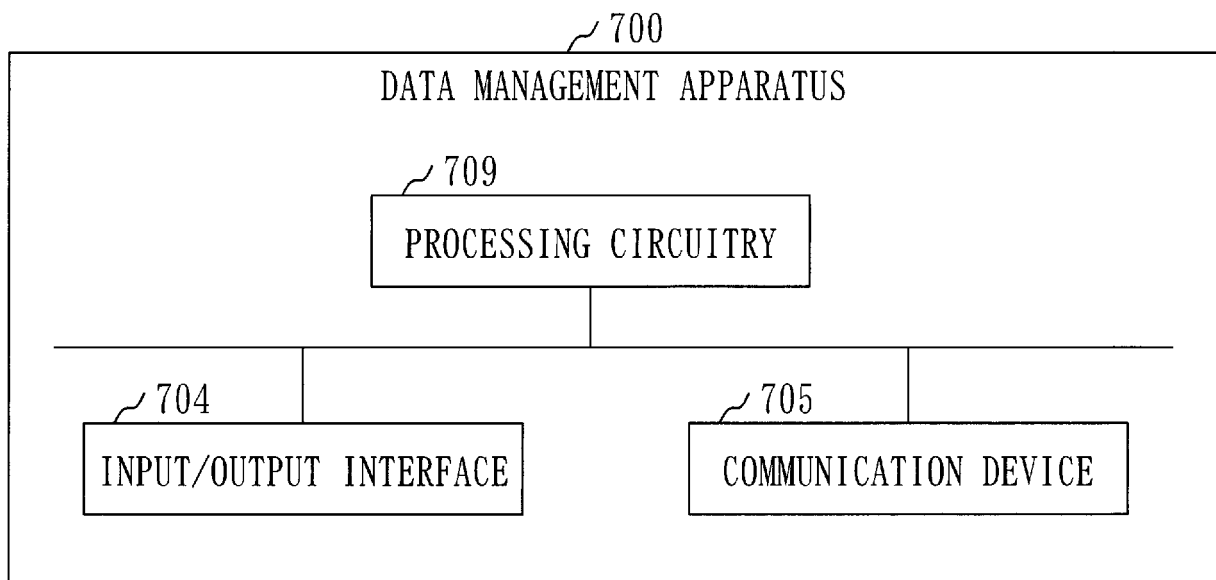 700
DATA MANAGEMENT APPARATUS
709
PROCESSING CIRCUITRY
704
705
INPUT/OUTPUT INTERFACE
COMMUNICATION DEVICE